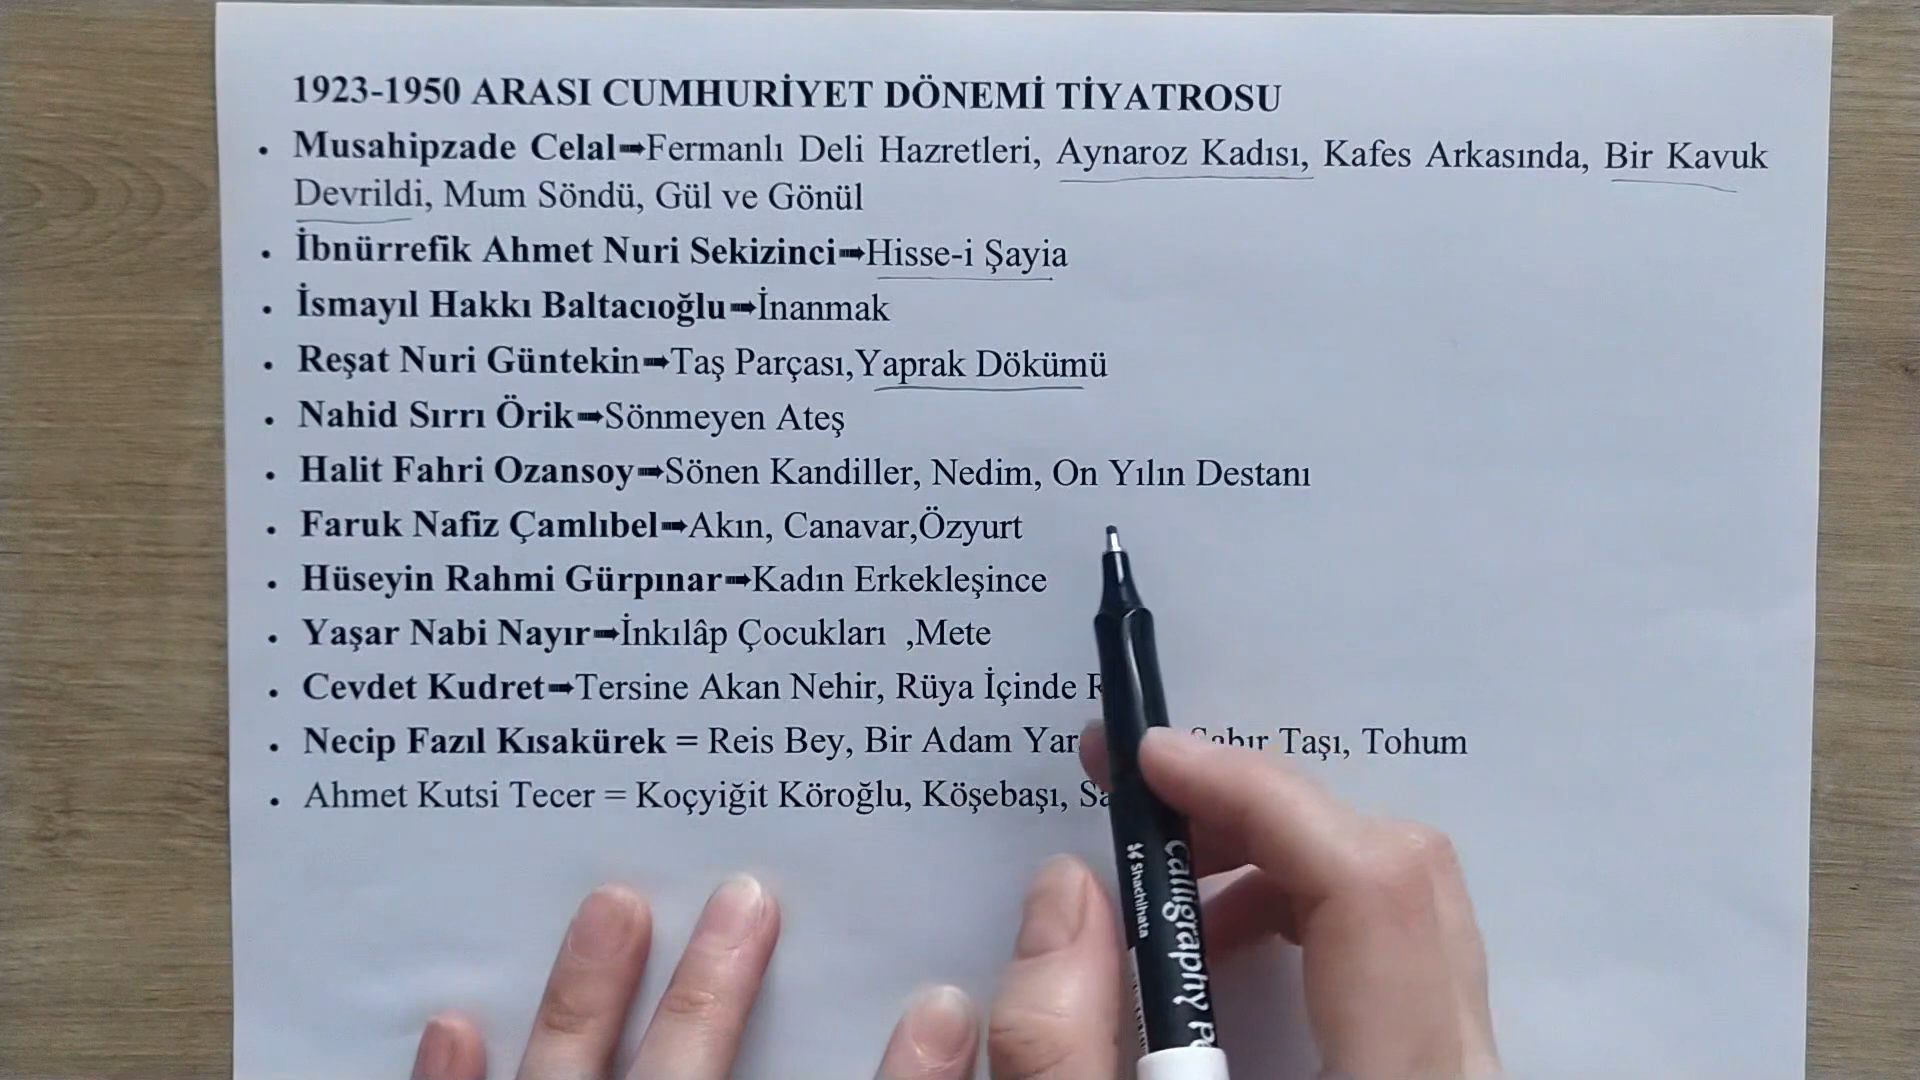 1923-1950 ARASI CUMHURİYET DÖNEMİ TİYATROSU
• Musahipzade Celal➟Fermanlı Deli Hazretleri, Aynaroz Kadısı, Kafes Arkasında, Bir Kavuk
Devrildi, Mum Söndü, Gül ve Gönül
• İbnürrefik Ahmet Nuri Sekizinci➟Hisse-i Şayia
• İsmayıl Hakkı Baltacıoğlu➟İnanmak
• Reşat Nuri Güntekin➟Taş Parçası,Yaprak Dökümü
• Nahid Sırrı Örik➟Sönmeyen Ateş
• Halit Fahri Ozansoy➟Sönen Kandiller, Nedim, On Yılın Destanı
• Faruk Nafiz Çamlıbel➟Akın, Canavar,Özyurt
• Hüseyin Rahmi Gürpınar➟Kadın Erkekleşince
• Yaşar Nabi Nayır➟İnkılâp Çocukları ,Mete
• Cevdet Kudret➟Tersine Akan Nehir, Rüya İçinde
• Necip Fazıl Kısakürek = Reis Bey, Bir Adam Taşı, Tohum
• Ahmet Kutsi Tecer = Koçyiğit Köroğlu, Köşebaşı,
Shachihata
Calligraphy